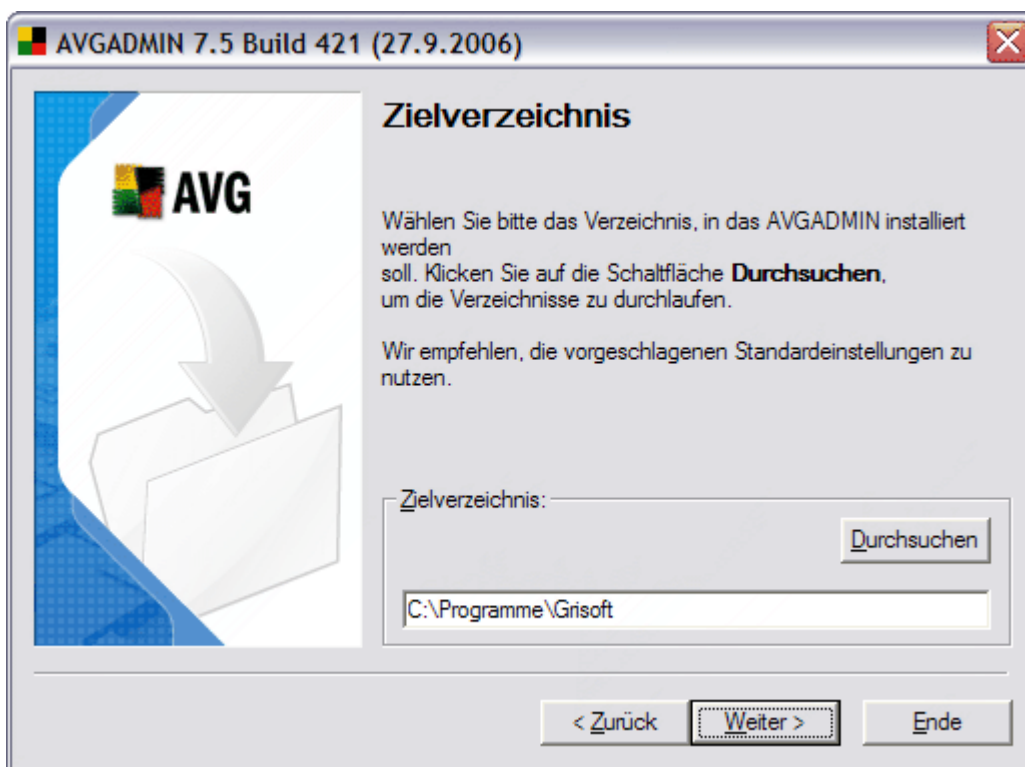 AVGADMIN 7.5 Build 421 (27.9.2006)
AVG
Zielverzeichnis
Wählen Sie bitte das Verzeichnis, in das AVGADMIN installiert
werden
soll. Klicken Sie auf die Schaltfläche Durchsuchen,
um die Verzeichnisse zu durchlaufen.
Wir empfehlen, die vorgeschlagenen Standardeinstellungen zu
nutzen.
Zielverzeichnis:
Durchsuchen
C:\Programme\Grisoft
< Zurück
Weiter >
Ende